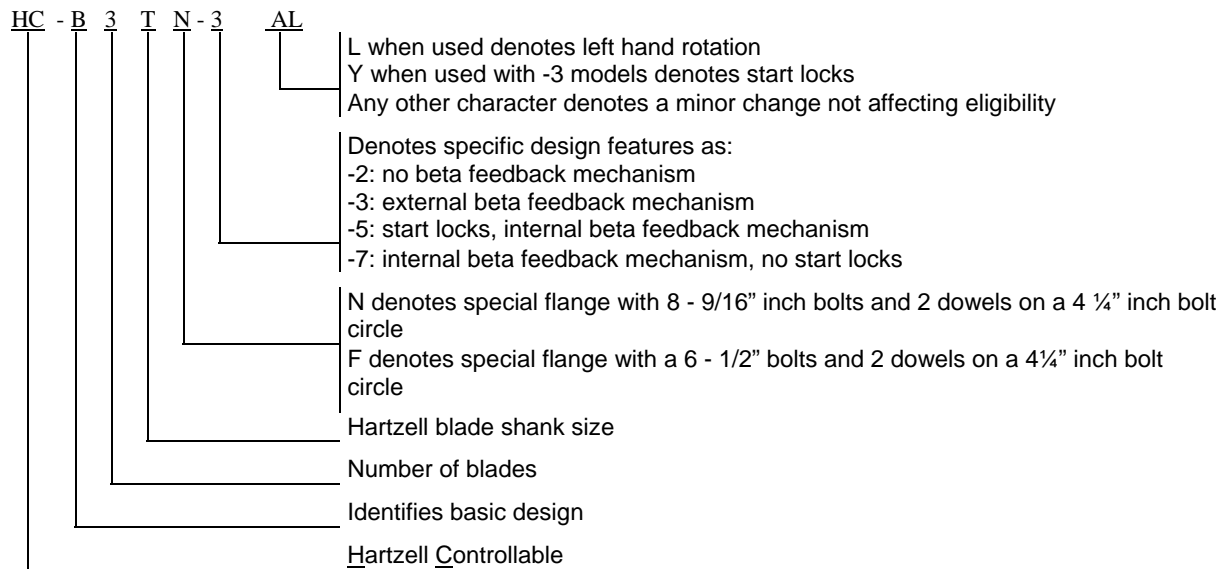 HC - B 3 T N - 3 AL
L when used denotes left hand rotation
Y when used with -3 models denotes start locks
Any other character denotes a minor change not affecting eligibility
Denotes specific design features as:
-2: no beta feedback mechanism
-3: external beta feedback mechanism
-5: start locks, internal beta feedback mechanism
-7: internal beta feedback mechanism, no start locks
N denotes special flange with 8 - 9/16” inch bolts and 2 dowels on a 4 ¼” inch bolt
circle
F denotes special flange with a 6 - 1/2” bolts and 2 dowels on a 4¼” inch bolt
circle
Hartzell blade shank size
Number of blades
Identifies basic design
Hartzell Controllable